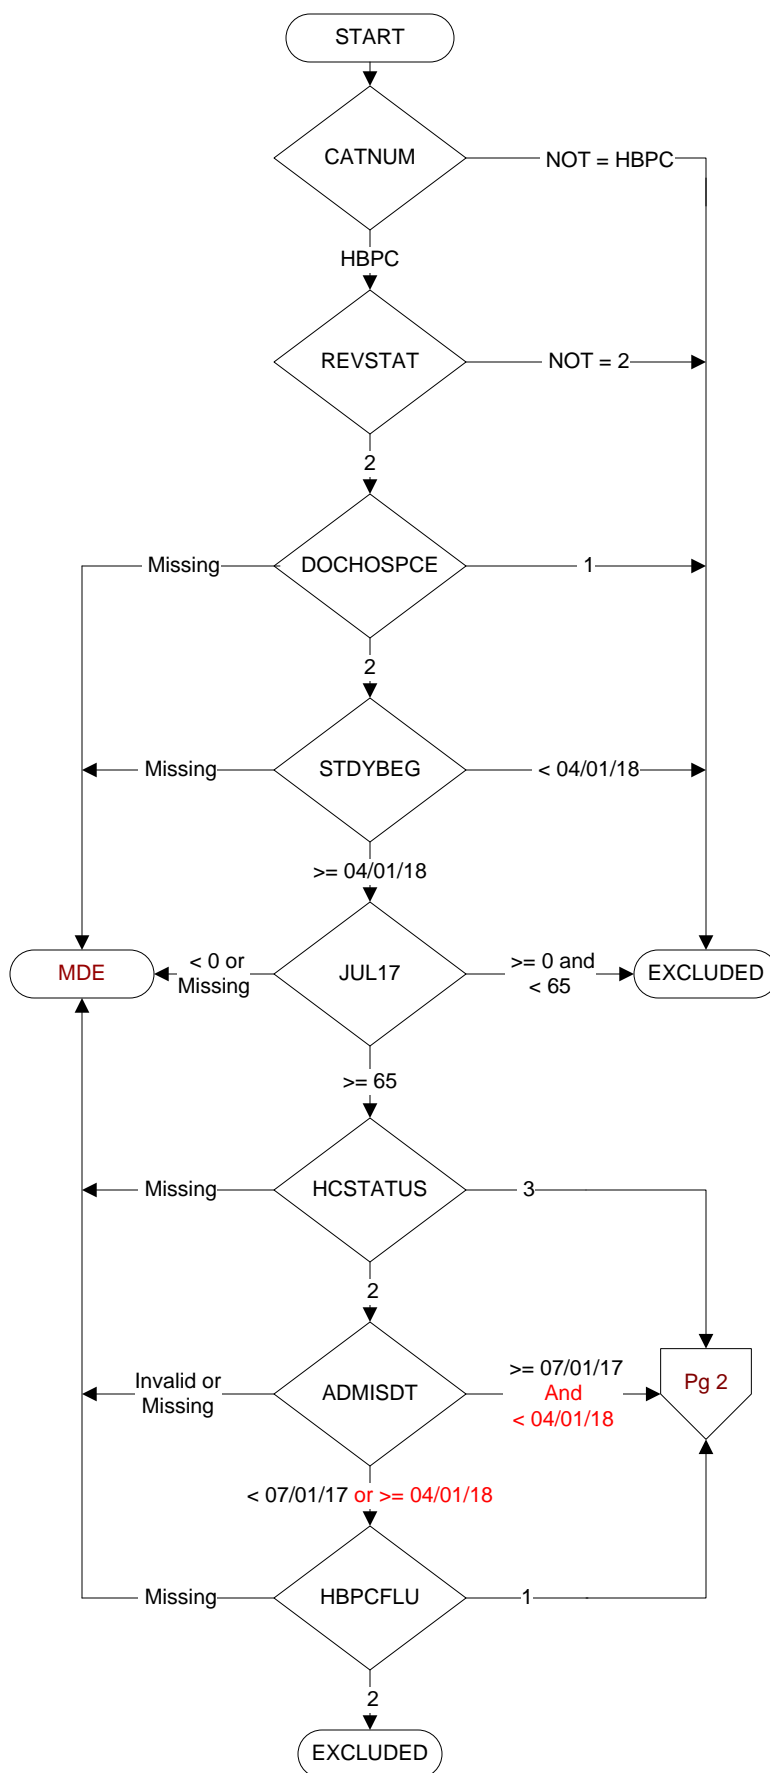 START
CATNUM
NOT = HBPC
HBPC
REVSTAT
NOT = 2
2
Missing
DOCHOSPCE
1
2
Missing
STDYBEG
< 04/01/18
>= 04/01/18
MDE
< 0 or
Missing
JUL17
>= 0 and
< 65
EXCLUDED
>= 65
Missing
HCSTATUS
3
2
Invalid or
Missing
ADMISDT
>= 07/01/17
And
< 04/01/18
Pg 2
< 07/01/17 or >= 04/01/18
Missing
HBPCFLU
1
2
EXCLUDED